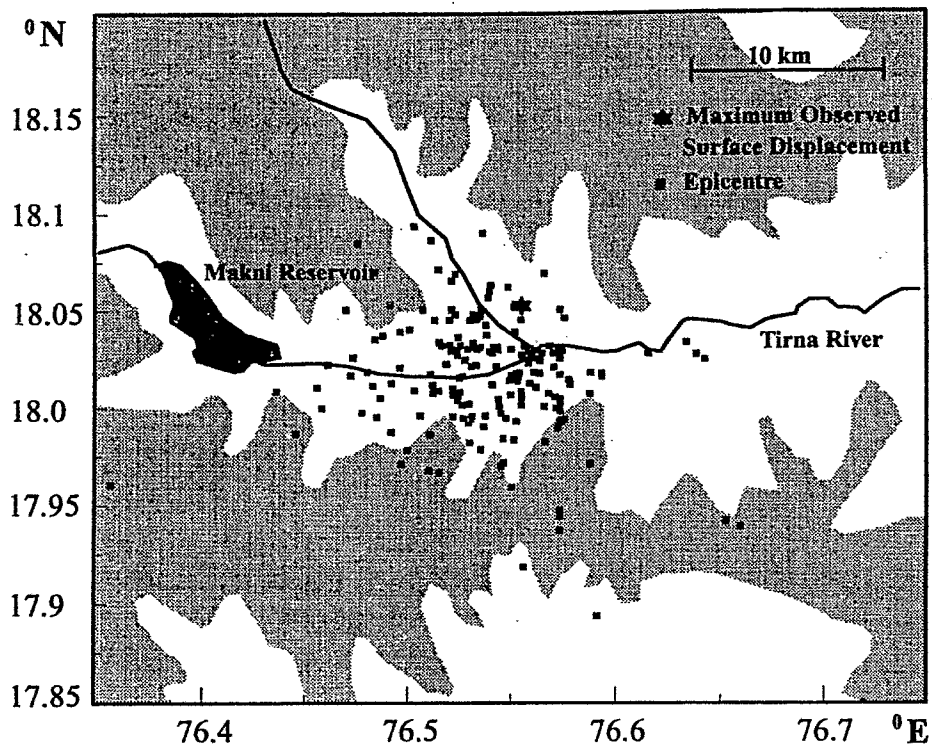 ⁰N
10 km
18.15
Maximum Observed
Surface Displacement
Epicentre
18.1
Makni Reservoir
18.05
Tirna River
18.0
17.95
17.9
17.85
76.4 76.5 76.6 76.7 ⁰E